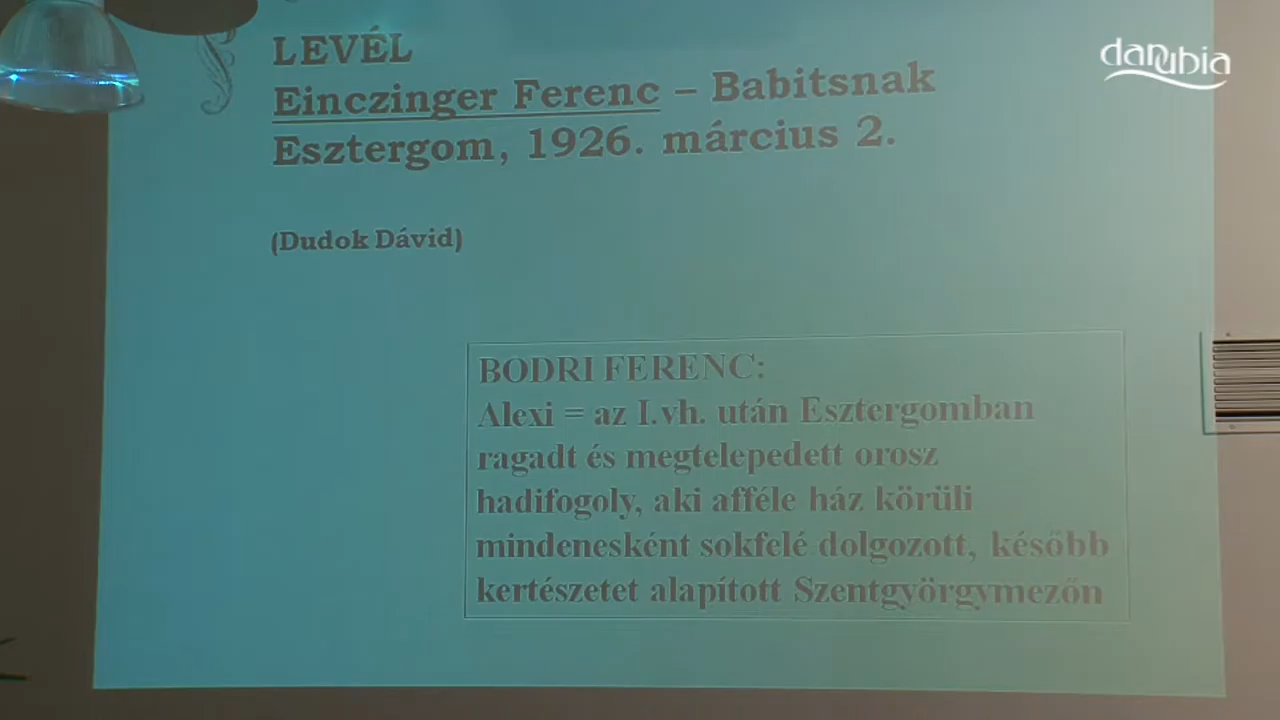 LEVÉL
danubia
Einczinger Ferenc – Babitsnak
Esztergom, 1926. március 2.
(Dudok Dávid)
BODRI FERENC:
Alexi = az I.vh. után Esztergomban
ragadt és megtelepedett orosz
hadifogoly, aki afféle ház körüli
mindenesként sokfelé dolgozott, később
kertészetet alapított Szentgyörgymezőn